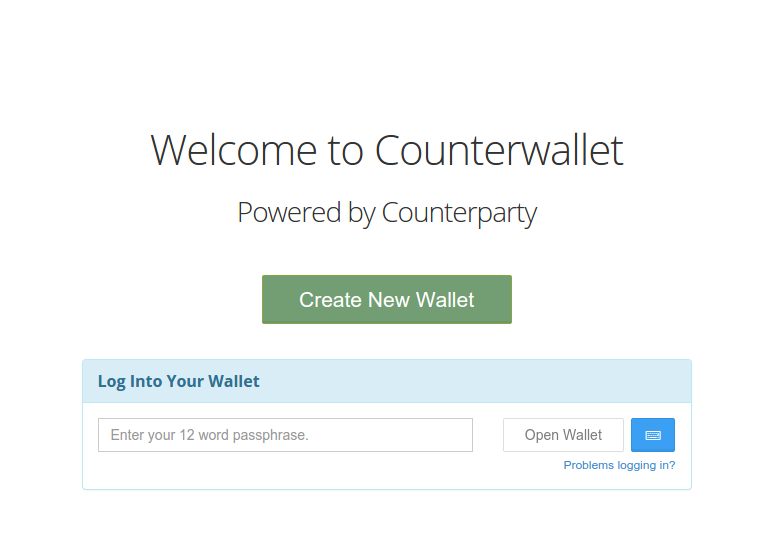 Welcome to Counterwallet
Powered by Counterparty
Create New Wallet
Log Into Your Wallet
Enter your 12 word passphrase.
Open Wallet
Problems logging in?